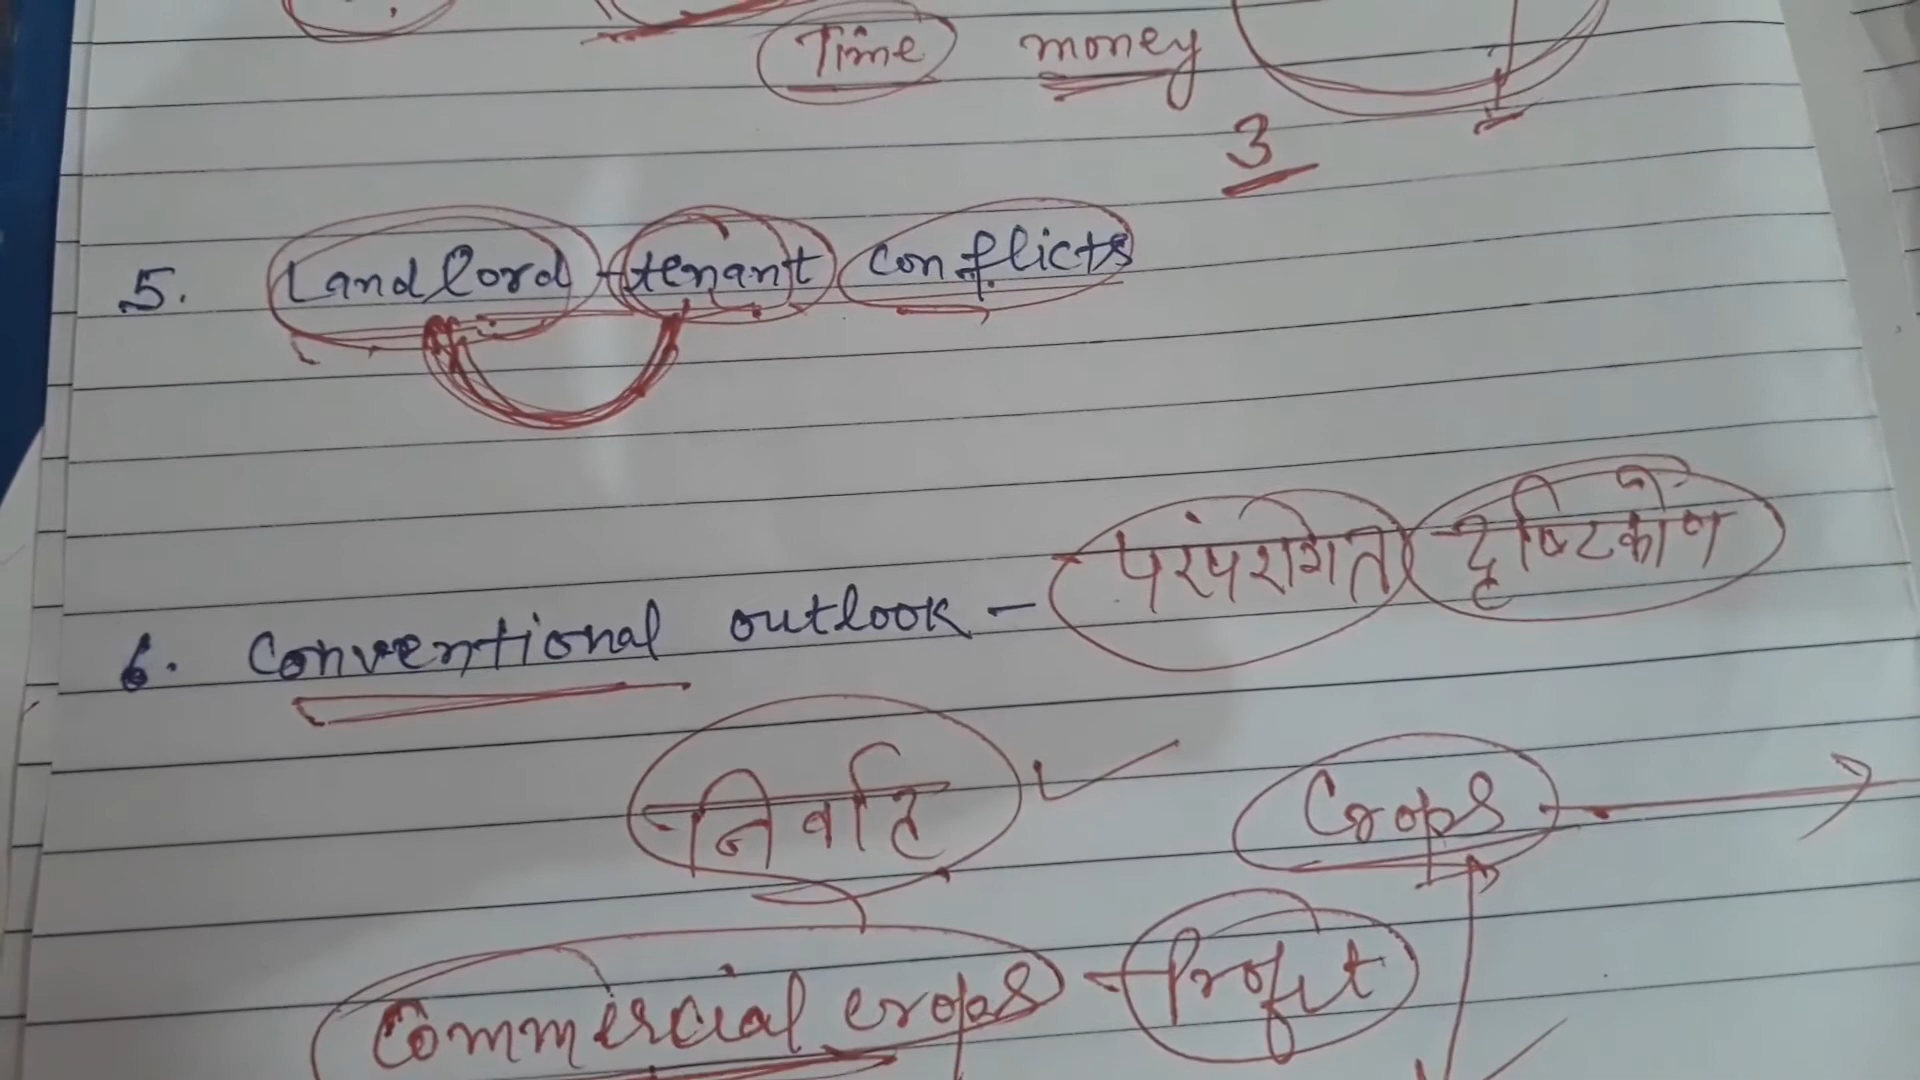 Time money
3
5. Landlord-tenant conflicts
6. Conventional outlook - परंपरागत दृष्टिकोण
निर्वाह Crops
Commercial crops - Profit